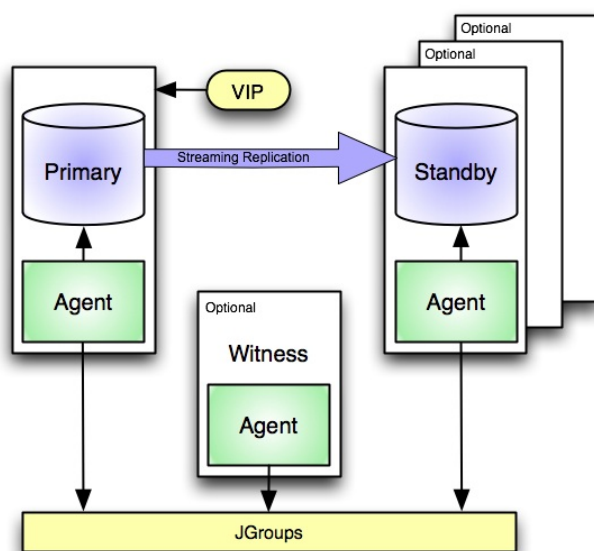 Optional
Optional
VIP
Primary
Streaming Replication
Standby
Agent
Agent
Optional
Witness
Agent
JGroups